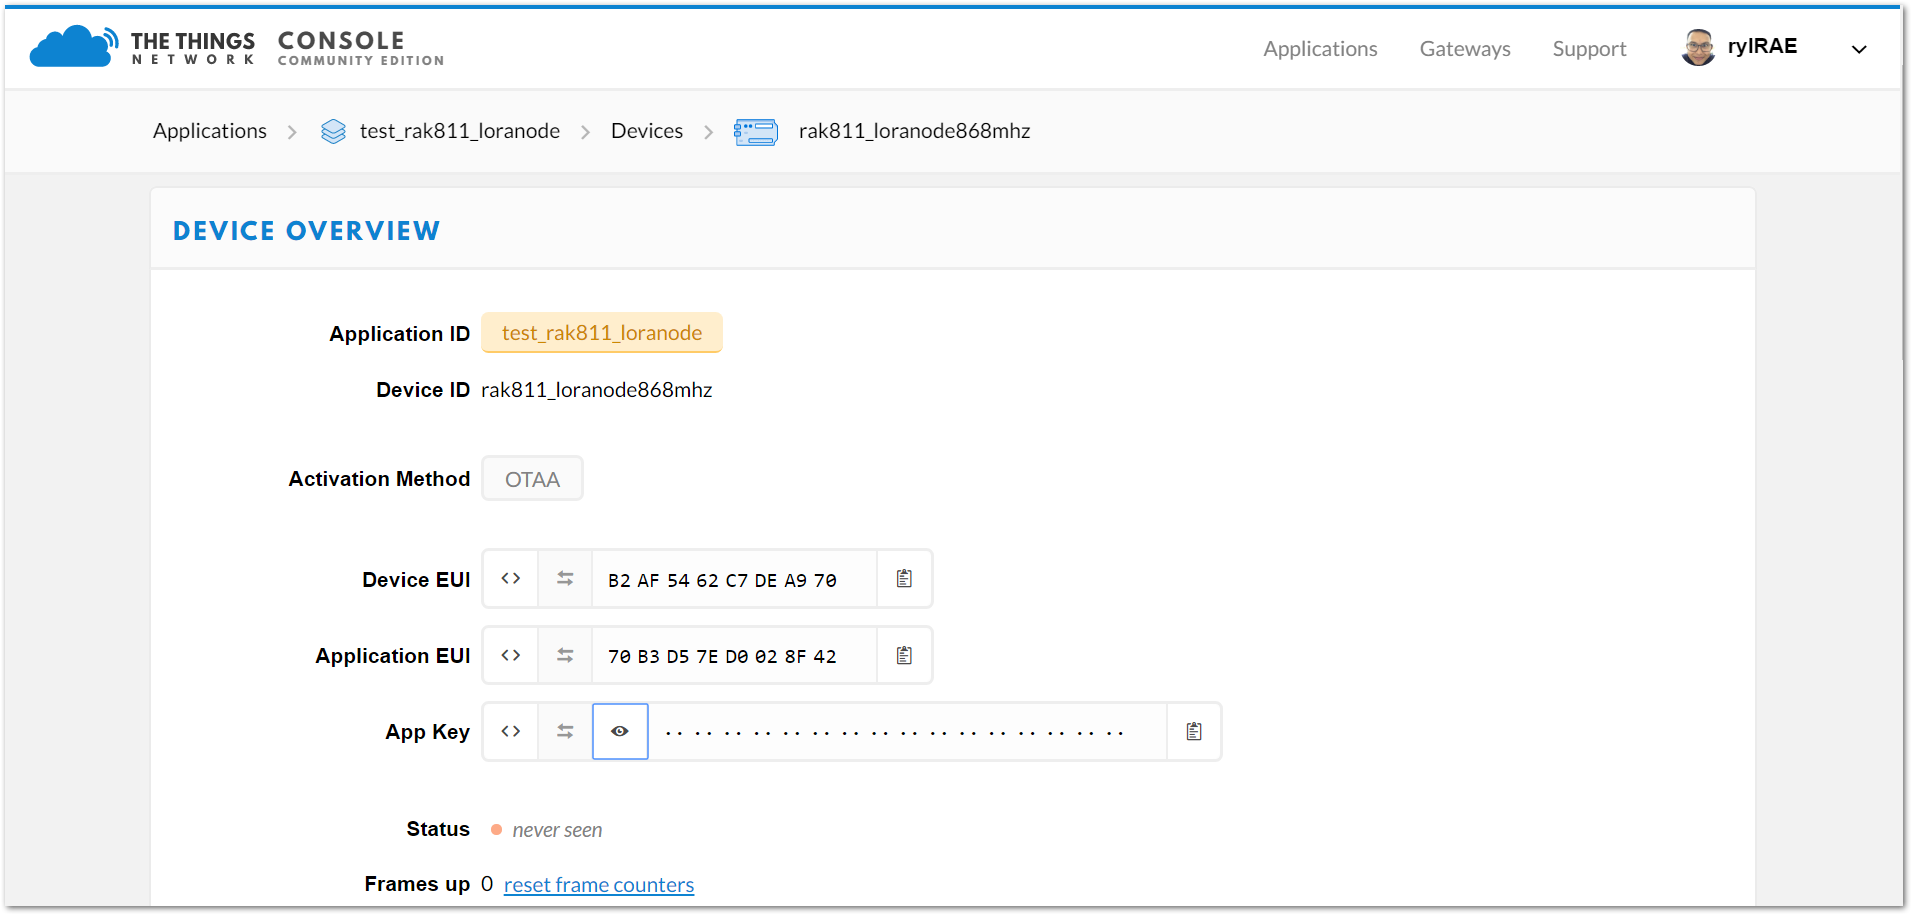 THE THINGS NETWORK CONSOLE COMMUNITY EDITION
Applications Gateways Support ryIRAE
Applications test_rak811_loranode Devices rak811_loranode868mhz
DEVICE OVERVIEW
Application ID test_rak811_loranode
Device ID rak811_loranode868mhz
Activation Method OTAA
Device EUI <> B2 AF 54 62 C7 DE A9 70
Application EUI <> 70 B3 D5 7E D0 02 8F 42
App Key <> .. .. .. .. .. .. .. .. .. .. .. .. .. .. .. ..
Status never seen
Frames up 0 reset frame counters